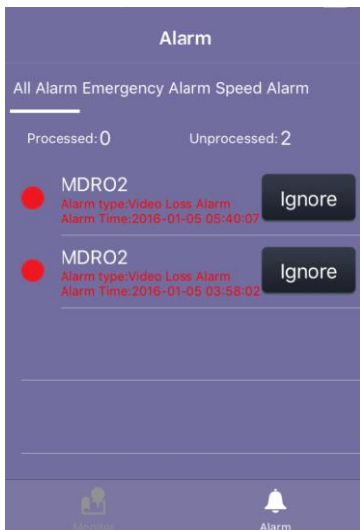 Alarm
All Alarm Emergency Alarm Speed Alarm
Processed:0 Unprocessed:2
MDRO2
Alarm type:Video Loss Alarm
Alarm Time:2016-01-05 05:40:07
Ignore
MDRO2
Alarm type:Video Loss Alarm
Alarm Time:2016-01-05 03:58:02
Ignore
Monitor Alarm